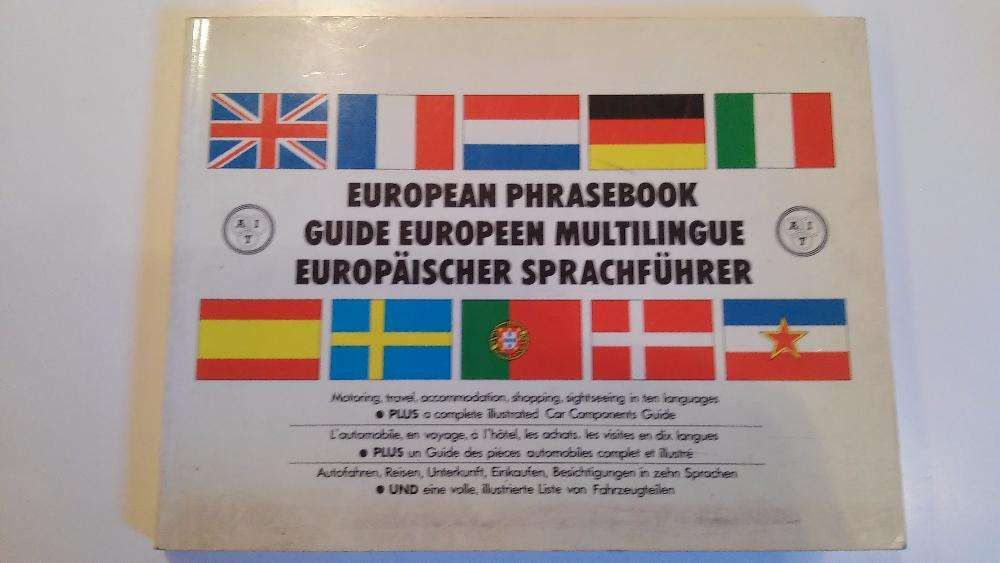 EUROPEAN PHRASEBOOK
GUIDE EUROPEEN MULTILINGUE
EUROPÄISCHER SPRACHFÜHRER
A I
T
A I
T
Motoring, travel, accommodation, shopping, sightseeing in ten languages
● PLUS a complete illustrated Car Components Guide
L'automobile, en voyage, à l'hôtel, les achats, les visites en dix langues
● PLUS un Guide des pièces automobiles complet et illustré
Autofahren, Reisen, Unterkunft, Einkaufen, Besichtigungen in zehn Sprachen
● UND eine volle, illustrierte Liste von Fahrzeugteilen